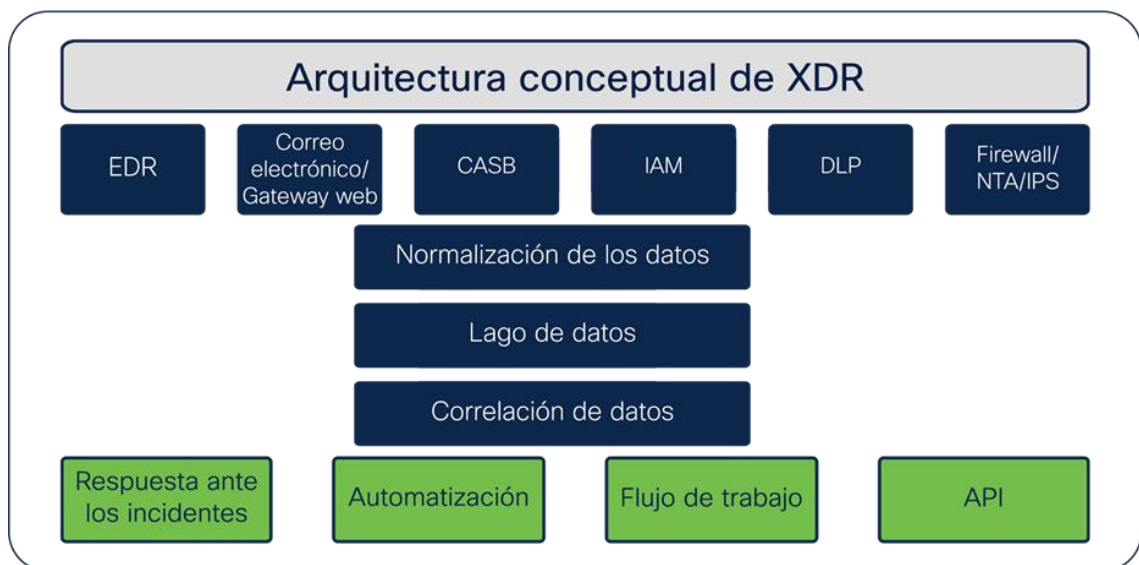 Arquitectura conceptual de XDR
EDR
Correo
electrónico/
Gateway web
CASB
IAM
DLP
Firewall/
NTA/IPS
Normalización de los datos
Lago de datos
Correlación de datos
Respuesta ante
los incidentes
Automatización
Flujo de trabajo
API